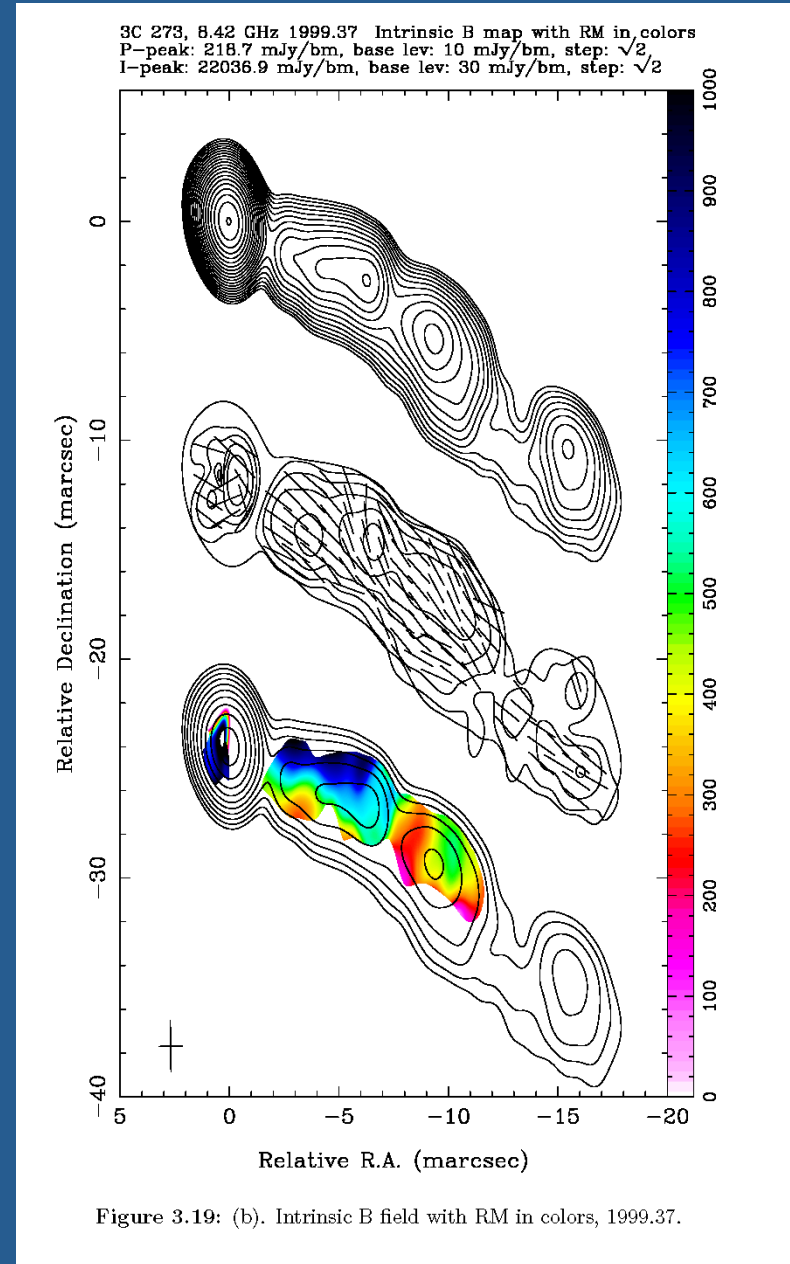 3C 273, 8.42 GHz 1999.37 Intrinsic B map with RM in colors
P-peak: 218.7 mJy/bm, base lev: 10 mJy/bm, step: √2
I-peak: 22036.9 mJy/bm, base lev: 30 mJy/bm, step: √2
Relative Declination (marcsec)
0
-10
-20
-30
-40
1000
900
800
700
600
500
400
300
200
100
0
5 0 -5 -10 -15 -20
Relative R.A. (marcsec)
Figure 3.19: (b). Intrinsic B field with RM in colors, 1999.37.